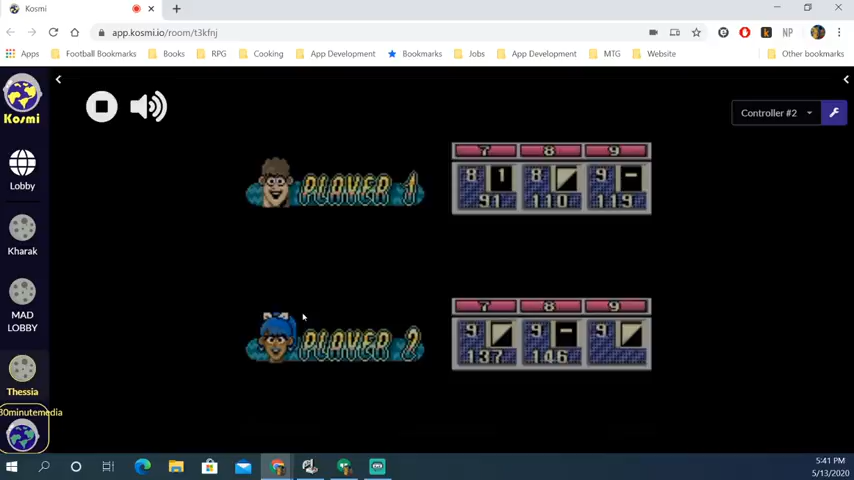 Kosmi
app.kosmi.io/room/t3kfnj
Apps Football Bookmarks Books RPG Cooking App Development Bookmarks Jobs App Development MTG Website Other bookmarks
NP
Kosmi
Lobby
Kharak
MAD
LOBBY
Thessia
30minutemedia
Controller #2
PLAYER 1
7 8 9
8 1 8 9 -
91 110 119
PLAYER 2
7 8 9
9 9 - 9
137 146
5:41 PM
5/13/2020